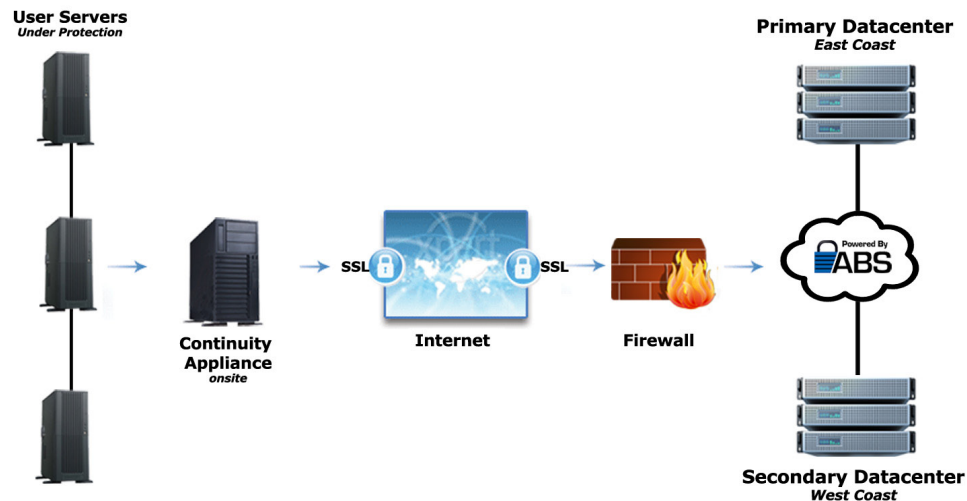 User Servers
Under Protection
Primary Datacenter
East Coast
SSL
SSL
Powered By
ABS
Continuity
Appliance
onsite
Internet
Firewall
Secondary Datacenter
West Coast